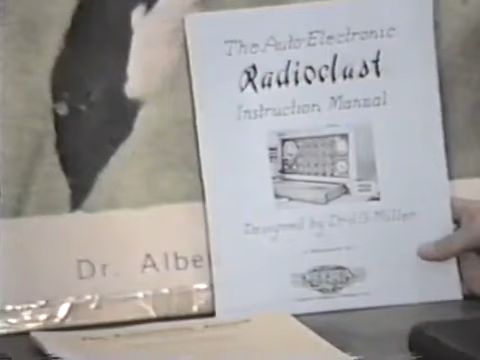 The Auto Electronic
Radioclast
Instruction Manual
Designed by Dr. J. G. Miller
Dr. Albe